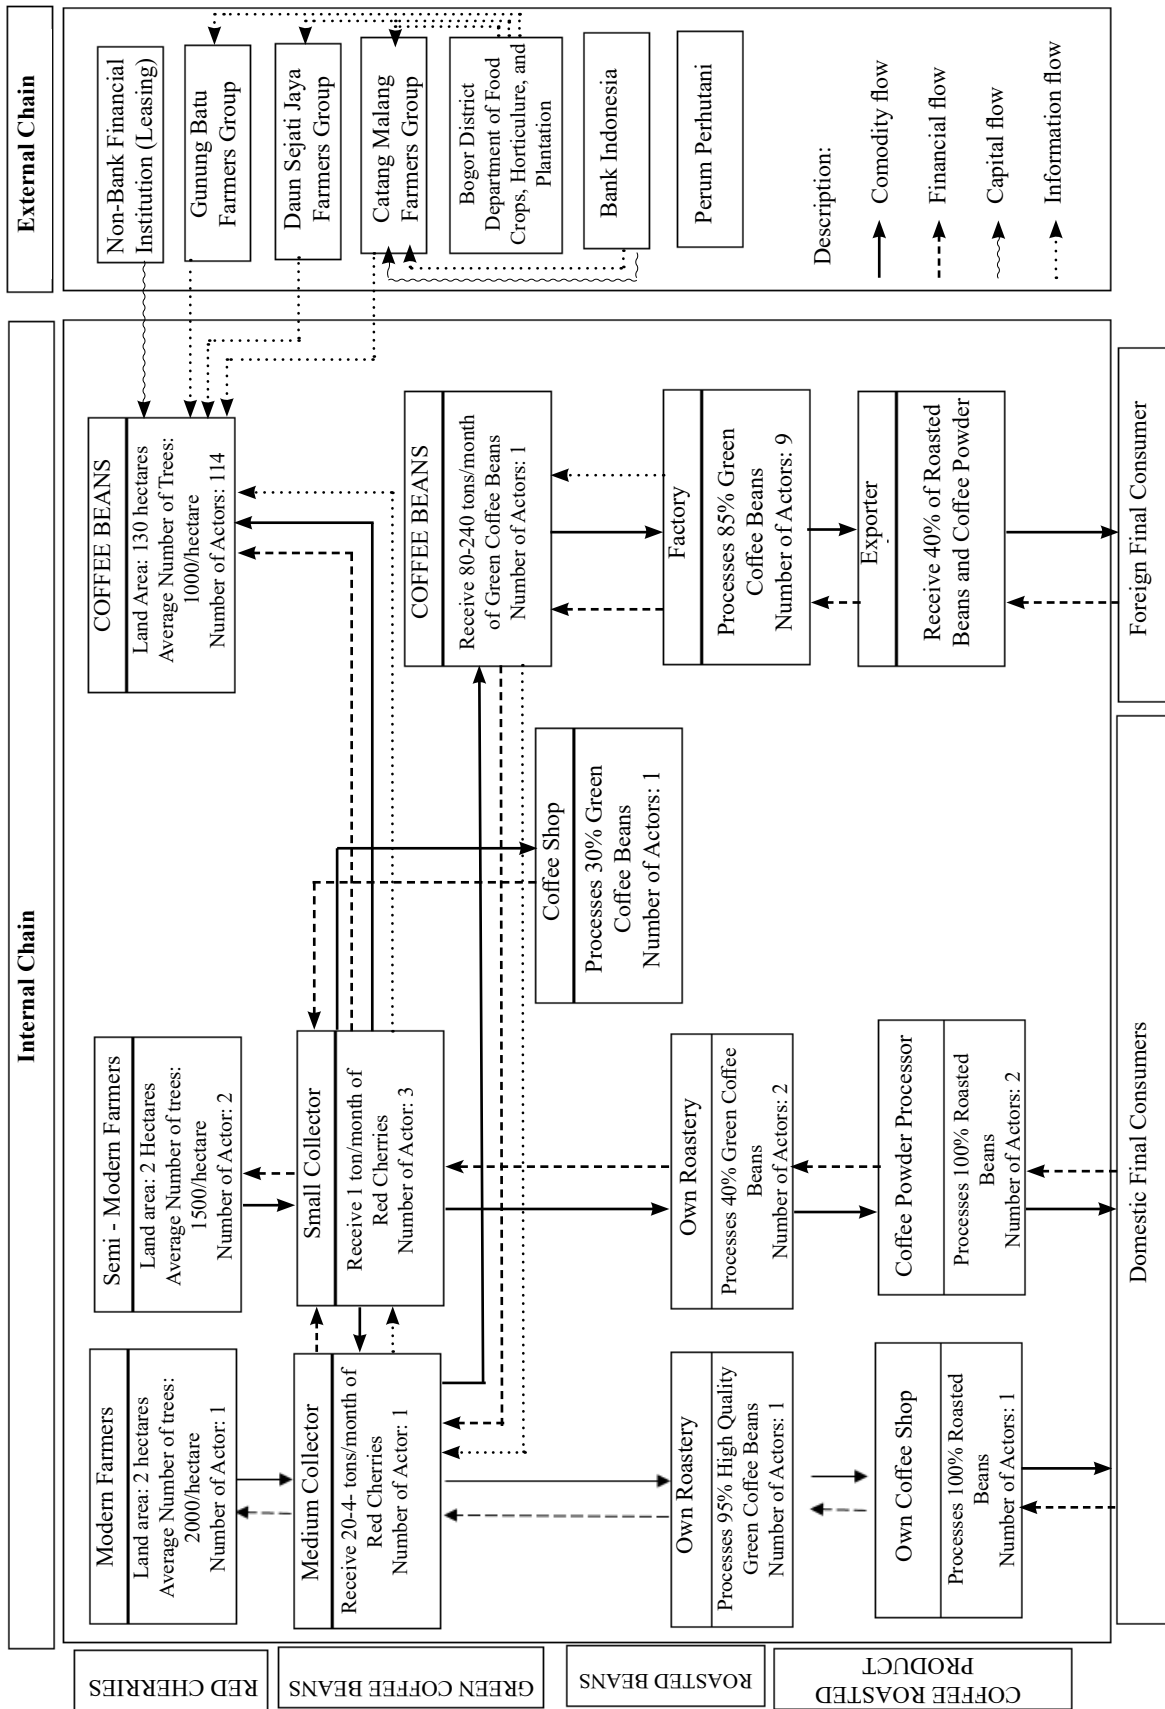 Internal Chain
External Chain
RED CHERRIES
GREEN COFFEE BEANS
ROASTED BEANS
COFFEE ROASTED
PRODUCT
Modern Farmers
Land area: 2 hectares
Average Number of trees:
2000/hectare
Number of Actor: 1
Semi - Modern Farmers
Land area: 2 Hectares
Average Number of trees:
1500/hectare
Number of Actor: 2
COFFEE BEANS
Land Area: 130 hectares
Average Number of Trees:
1000/hectare
Number of Actors: 114
Medium Collector
Receive 20-4- tons/month of
Red Cherries
Number of Actor: 1
Small Collector
Receive 1 ton/month of
Red Cherries
Number of Actor: 3
COFFEE BEANS
Receive 80-240 tons/month
of Green Coffee Beans
Number of Actors: 1
Coffee Shop
Processes 30% Green
Coffee Beans
Number of Actors: 1
Own Roastery
Processes 95% High Quality
Green Coffee Beans
Number of Actors: 1
Own Roastery
Processes 40% Green Coffee
Beans
Number of Actors: 2
Factory
Processes 85% Green
Coffee Beans
Number of Actors: 9
Own Coffee Shop
Processes 100% Roasted
Beans
Number of Actors: 1
Coffee Powder Processor
Processes 100% Roasted
Beans
Number of Actors: 2
Exporter
Receive 40% of Roasted
Beans and Coffee Powder
Domestic Final Consumers
Foreign Final Consumer
Non-Bank Financial
Institution (Leasing)
Gunung Batu
Farmers Group
Daun Sejati Jaya
Farmers Group
Catang Malang
Farmers Group
Bogor District
Department of Food
Crops, Horticulture, and
Plantation
Bank Indonesia
Perum Perhutani
Description:
Comodity flow
Financial flow
Capital flow
Information flow